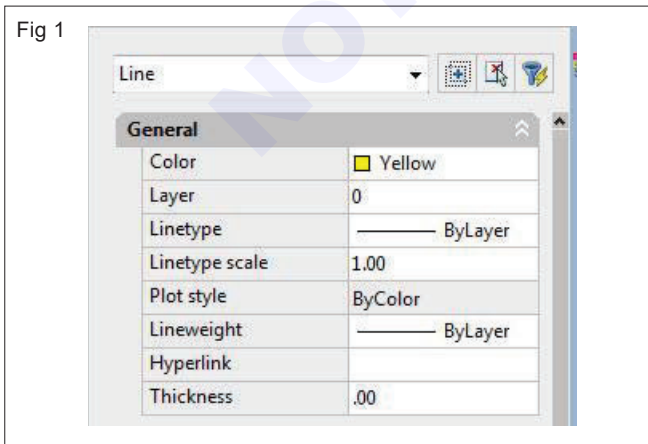 Fig 1
Line
General
Color Yellow
Layer 0
Linetype ByLayer
Linetype scale 1.00
Plot style ByColor
Lineweight ByLayer
Hyperlink
Thickness .00
NO